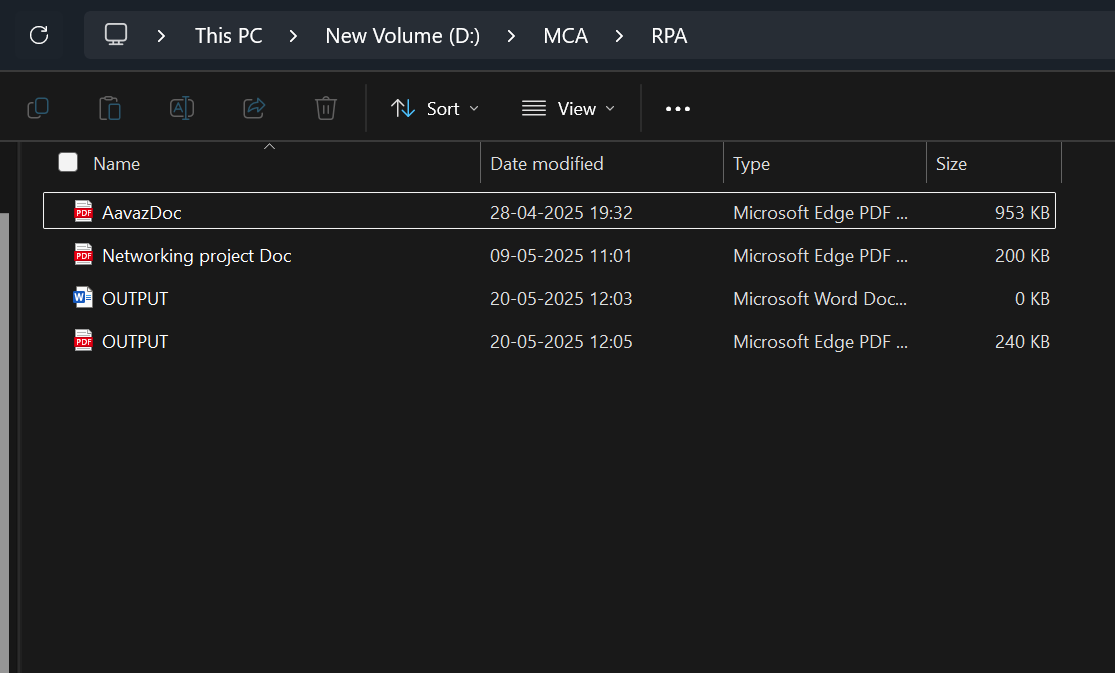 This PC > New Volume (D:) > MCA > RPA
Sort View
Name Date modified Type Size
PDF AavazDoc 28-04-2025 19:32 Microsoft Edge PDF ... 953 KB
PDF Networking project Doc 09-05-2025 11:01 Microsoft Edge PDF ... 200 KB
W OUTPUT 20-05-2025 12:03 Microsoft Word Doc... 0 KB
PDF OUTPUT 20-05-2025 12:05 Microsoft Edge PDF ... 240 KB